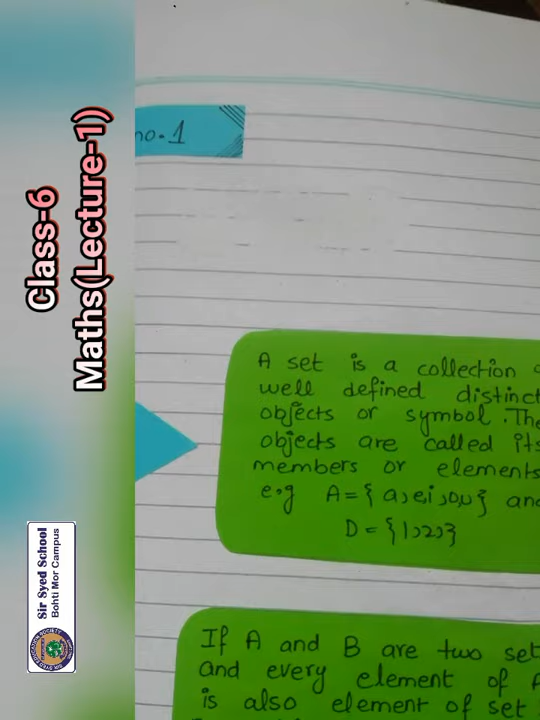 Class-6
Maths(Lecture-1)
Sir Syed School
Bohti Mor Campus
no.1
A set is a collection
well defined distinct
objects or symbol. The
objects are called its
members or elements
e.g A={a,e,i,o,u} and
D={1,2,3}
If A and B are two set
and every element of A
is also element of set